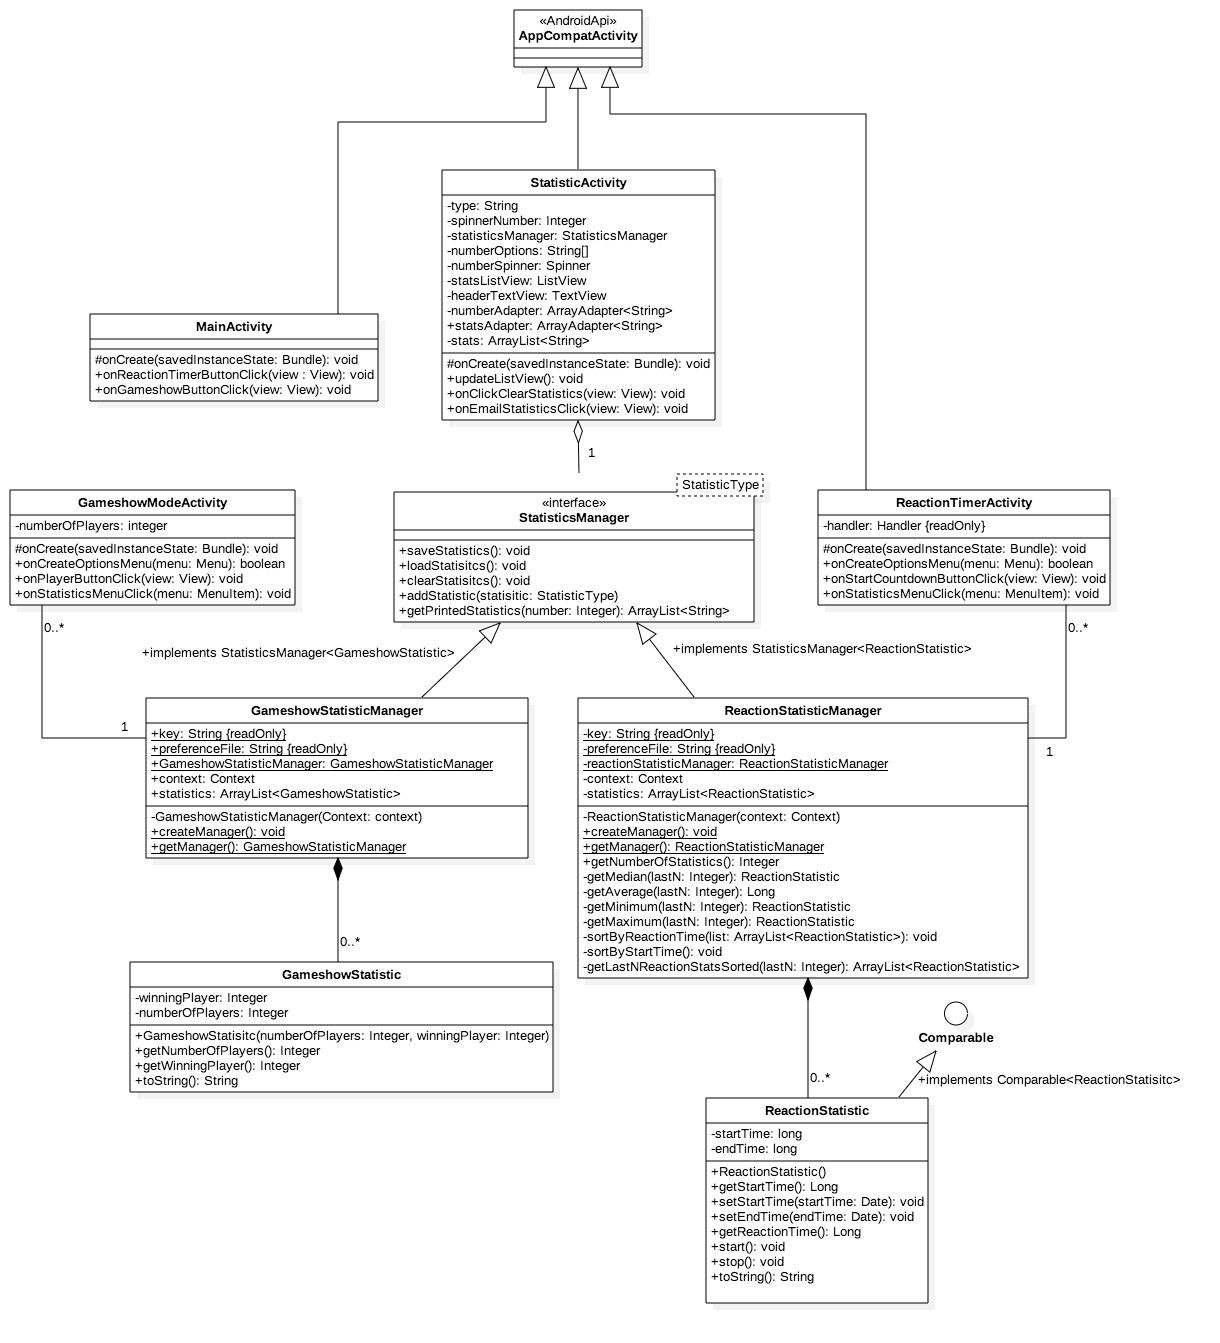 «AndroidApi»
AppCompatActivity
StatisticActivity
-type: String
-spinnerNumber: Integer
-statisticsManager: StatisticsManager
-numberOptions: String[]
-numberSpinner: Spinner
-statsListView: ListView
-headerTextView: TextView
-numberAdapter: ArrayAdapter<String>
+statsAdapter: ArrayAdapter<String>
-stats: ArrayList<String>
#onCreate(savedInstanceState: Bundle): void
+updateListView(): void
+onClickClearStatistics(view: View): void
+onEmailStatisticsClick(view: View): void
MainActivity
#onCreate(savedInstanceState: Bundle): void
+onReactionTimerButtonClick(view : View): void
+onGameshowButtonClick(view: View): void
1
GameshowModeActivity
-numberOfPlayers: integer
#onCreate(savedInstanceState: Bundle): void
+onCreateOptionsMenu(menu: Menu): boolean
+onPlayerButtonClick(view: View): void
+onStatisticsMenuClick(menu: MenuItem): void
StatisticType
«interface»
StatisticsManager
+saveStatistics(): void
+loadStatisitcs(): void
+clearStatisitcs(): void
+addStatistic(statisitic: StatisticType)
+getPrintedStatistics(number: Integer): ArrayList<String>
ReactionTimerActivity
-handler: Handler {readOnly}
#onCreate(savedInstanceState: Bundle): void
+onCreateOptionsMenu(menu: Menu): boolean
+onStartCountdownButtonClick(view: View): void
+onStatisticsMenuClick(menu: MenuItem): void
0..*
0..*
+implements StatisticsManager<GameshowStatistic>
+implements StatisticsManager<ReactionStatistic>
1
1
GameshowStatisticManager
+key: String {readOnly}
+preferenceFile: String {readOnly}
+GameshowStatisticManager: GameshowStatisticManager
+context: Context
+statistics: ArrayList<GameshowStatistic>
-GameshowStatisticManager(Context: context)
+createManager(): void
+getManager(): GameshowStatisticManager
ReactionStatisticManager
-key: String {readOnly}
-preferenceFile: String {readOnly}
-reactionStatisticManager: ReactionStatisticManager
-context: Context
-statistics: ArrayList<ReactionStatistic>
-ReactionStatisticManager(context: Context)
+createManager(): void
+getManager(): ReactionStatisticManager
+getNumberOfStatistics(): Integer
-getMedian(lastN: Integer): ReactionStatistic
-getAverage(lastN: Integer): Long
-getMinimum(lastN: Integer): ReactionStatistic
-getMaximum(lastN: Integer): ReactionStatistic
-sortByReactionTime(list: ArrayList<ReactionStatistic>): void
-sortByStartTime(): void
-getLastNReactionStatsSorted(lastN: Integer): ArrayList<ReactionStatistic>
0..*
GameshowStatistic
-winningPlayer: Integer
-numberOfPlayers: Integer
+GameshowStatisitc(numberOfPlayers: Integer, winningPlayer: Integer)
+getNumberOfPlayers(): Integer
+getWinningPlayer(): Integer
+toString(): String
Comparable
0..*
+implements Comparable<ReactionStatisitc>
ReactionStatistic
-startTime: long
-endTime: long
+ReactionStatistic()
+getStartTime(): Long
+setStartTime(startTime: Date): void
+setEndTime(endTime: Date): void
+getReactionTime(): Long
+start(): void
+stop(): void
+toString(): String